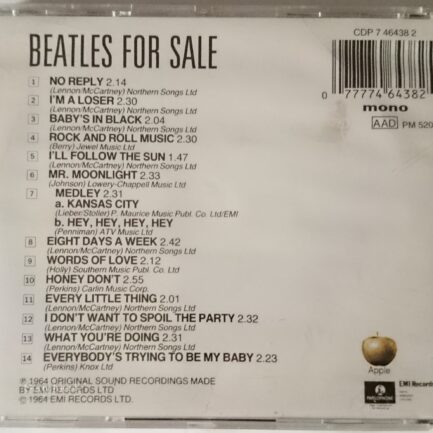 BEATLES FOR SALE
CDP 7 46438 2
0 77774 64382
mono
AAD PM 520
1 NO REPLY 2.14
(Lennon/McCartney) Northern Songs Ltd
2 I'M A LOSER 2.30
(Lennon/McCartney) Northern Songs Ltd
3 BABY'S IN BLACK 2.04
(Lennon/McCartney) Northern Songs Ltd
4 ROCK AND ROLL MUSIC 2.30
(Berry) Jewel Music Ltd
5 I'LL FOLLOW THE SUN 1.47
(Lennon/McCartney) Northern Songs Ltd
6 MR. MOONLIGHT 2.33
(Johnson) Lowery-Chappell Music Ltd
7 MEDLEY 2.31
a. KANSAS CITY
(Lieber/Stoller) P. Maurice Music Publ. Co. Ltd/EMI
b. HEY, HEY, HEY, HEY
(Penniman) ATV Music Ltd
8 EIGHT DAYS A WEEK 2.42
(Lennon/McCartney) Northern Songs Ltd
9 WORDS OF LOVE 2.12
(Holly) Southern Music Publ. Co. Ltd
10 HONEY DON'T 2.55
(Perkins) Carlin Music Corp.
11 EVERY LITTLE THING 2.01
(Lennon/McCartney) Northern Songs Ltd
12 I DON'T WANT TO SPOIL THE PARTY 2.32
(Lennon/McCartney) Northern Songs Ltd
13 WHAT YOU'RE DOING 2.31
(Lennon/McCartney) Northern Songs Ltd
14 EVERYBODY'S TRYING TO BE MY BABY 2.23
(Perkins) Knox Ltd
Apple
℗ 1964 ORIGINAL SOUND RECORDINGS MADE
BY EMI RECORDS LTD
© 1964 EMI RECORDS LTD.
PARLOPHONE
EMI Records